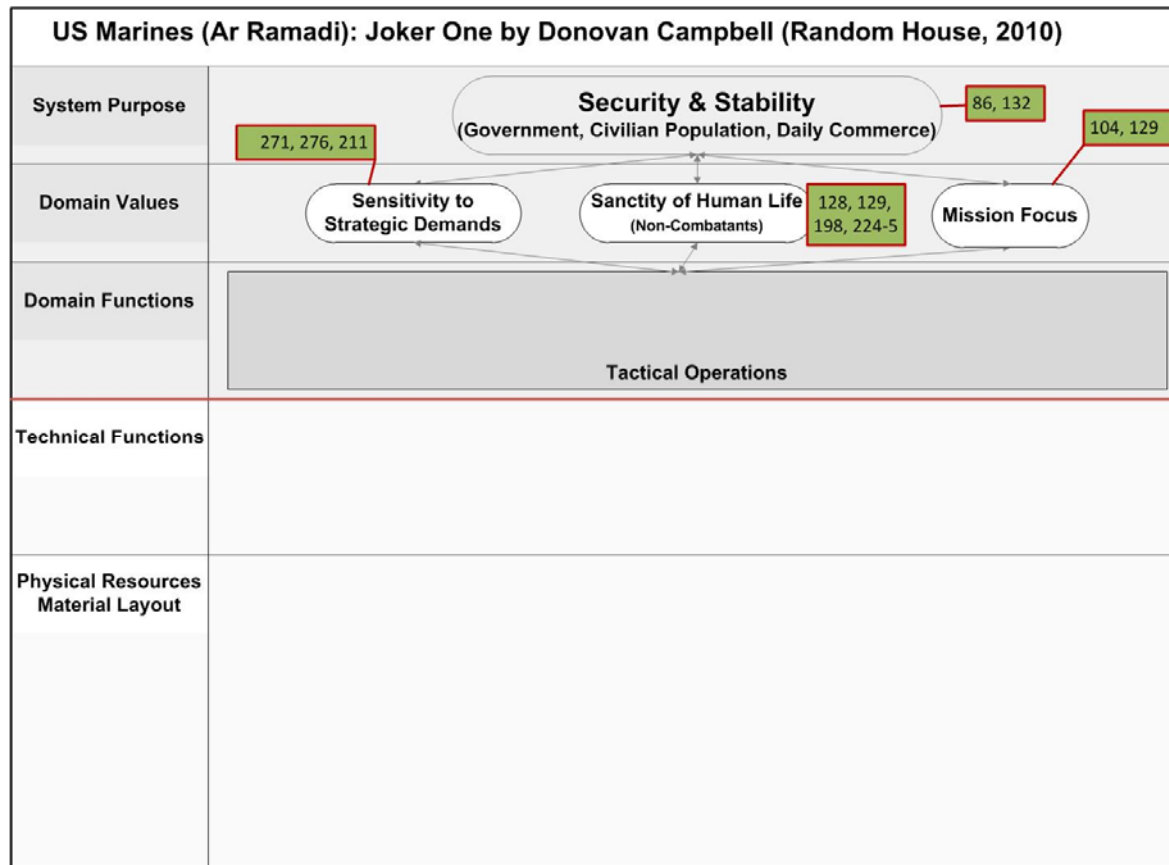 US Marines (Ar Ramadi): Joker One by Donovan Campbell (Random House, 2010)
System Purpose
Security & Stability
(Government, Civilian Population, Daily Commerce)
86, 132
271, 276, 211
104, 129
Domain Values
Sensitivity to
Strategic Demands
Sanctity of Human Life
(Non-Combatants)
128, 129,
198, 224-5
Mission Focus
Domain Functions
Tactical Operations
Technical Functions
Physical Resources
Material Layout